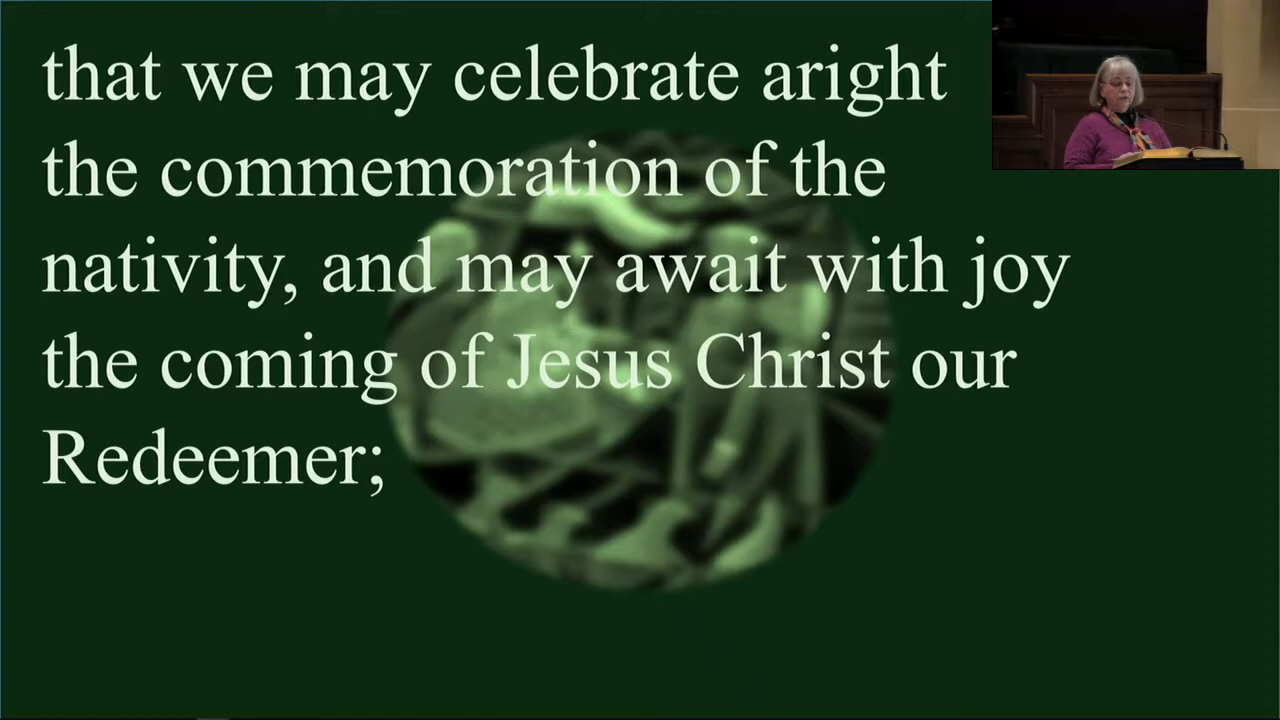 that we may celebrate aright
the commemoration of the
nativity, and may await with joy
the coming of Jesus Christ our
Redeemer;